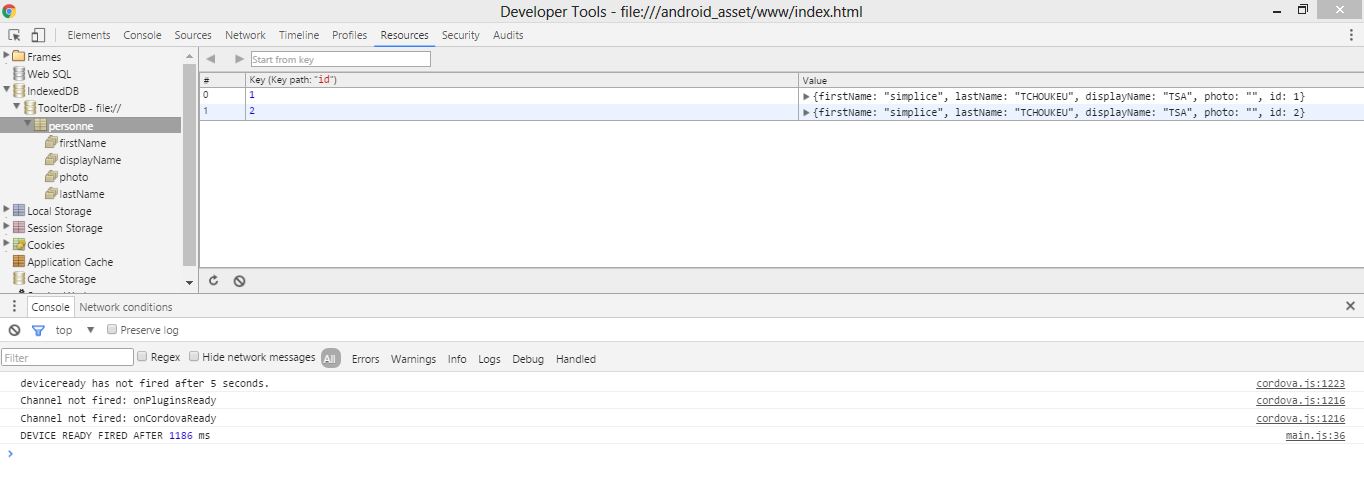 Developer Tools - file:///android_asset/www/index.html
Elements Console Sources Network Timeline Profiles Resources Security Audits
Frames
Web SQL
IndexedDB
ToolterDB - file://
personne
firstName
displayName
photo
lastName
Local Storage
Session Storage
Cookies
Application Cache
Cache Storage
Start from key
# Key (Key path: "id") Value
0 1 {firstName: "simplice", lastName: "TCHOUKEU", displayName: "TSA", photo: "", id: 1}
1 2 {firstName: "simplice", lastName: "TCHOUKEU", displayName: "TSA", photo: "", id: 2}
Console Network conditions
top Preserve log
Filter Regex Hide network messages All Errors Warnings Info Logs Debug Handled
deviceready has not fired after 5 seconds. cordova.js:1223
Channel not fired: onPluginsReady cordova.js:1216
Channel not fired: onCordovaReady cordova.js:1216
DEVICE READY FIRED AFTER 1186 ms main.js:36